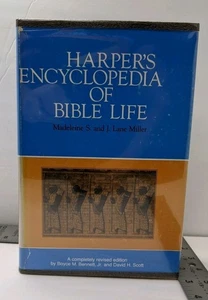 HARPER'S
ENCYCLOPEDIA
OF
BIBLE LIFE
Madeleine S. and J. Lane Miller
A completely revised edition
by Boyce M. Bennett, Jr. and David H. Scott